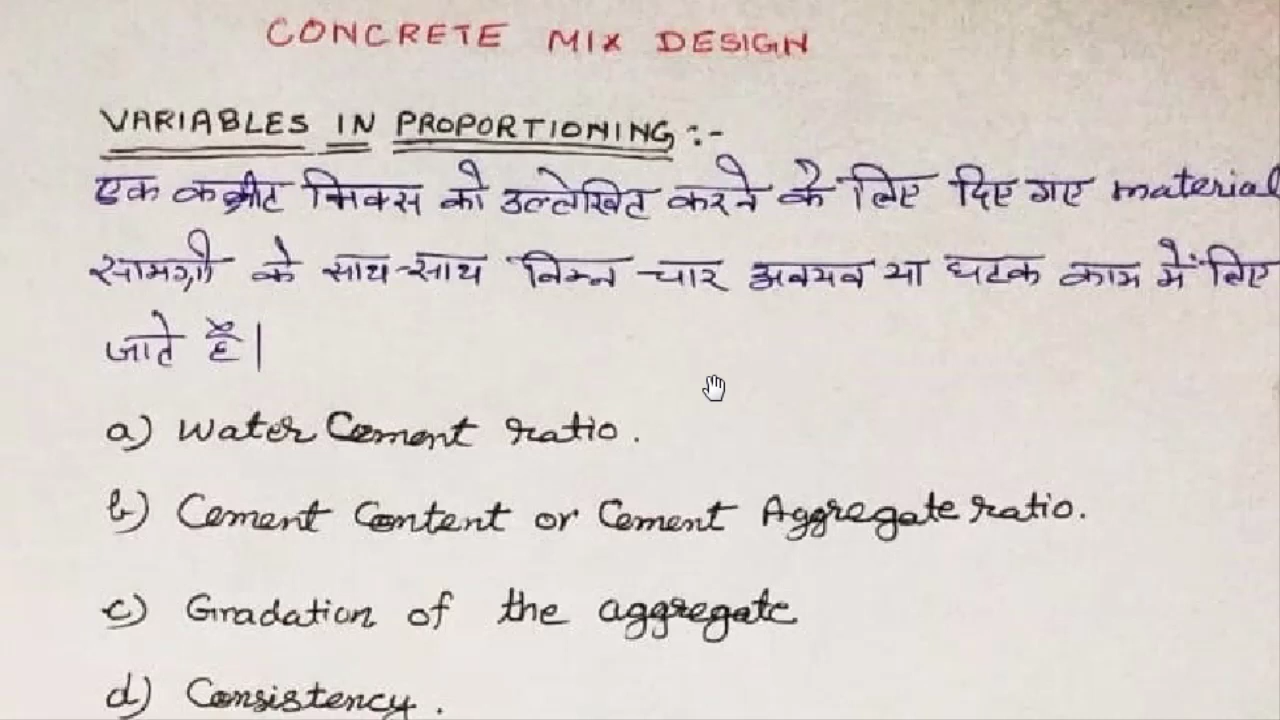 CONCRETE MIX DESIGN
VARIABLES IN PROPORTIONING :-
एक कंक्रीट मिक्स को उल्लेखित करने के लिए दिए गए material
सामग्री के साथ-साथ निम्न चार अवयव या घटक काम में लिए
जाते हैं।
a) Water Cement ratio.
b) Cement Content or Cement Aggregate ratio.
c) Gradation of the aggregate
d) Consistency.